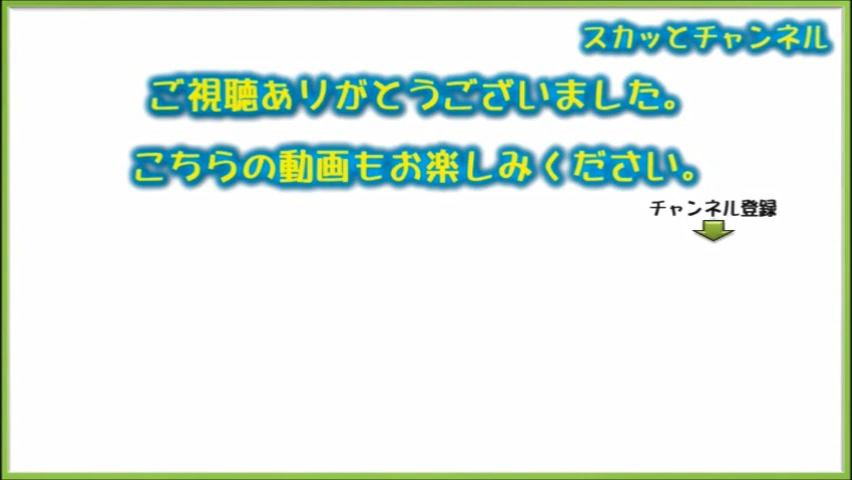 スカッとチャンネル
ご視聴ありがとうございました。
こちらの動画もお楽しみください。
チャンネル登録